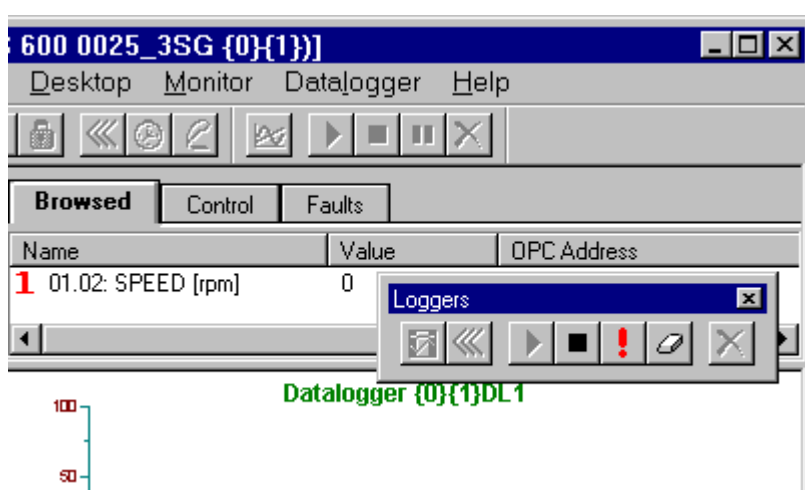 600 0025_3SG {0}{1})]
Desktop Monitor Datalogger Help
Browsed Control Faults
Name Value OPC Address
1 01.02: SPEED [rpm] 0
Loggers
Datalogger {0}{1}DL1
100
50